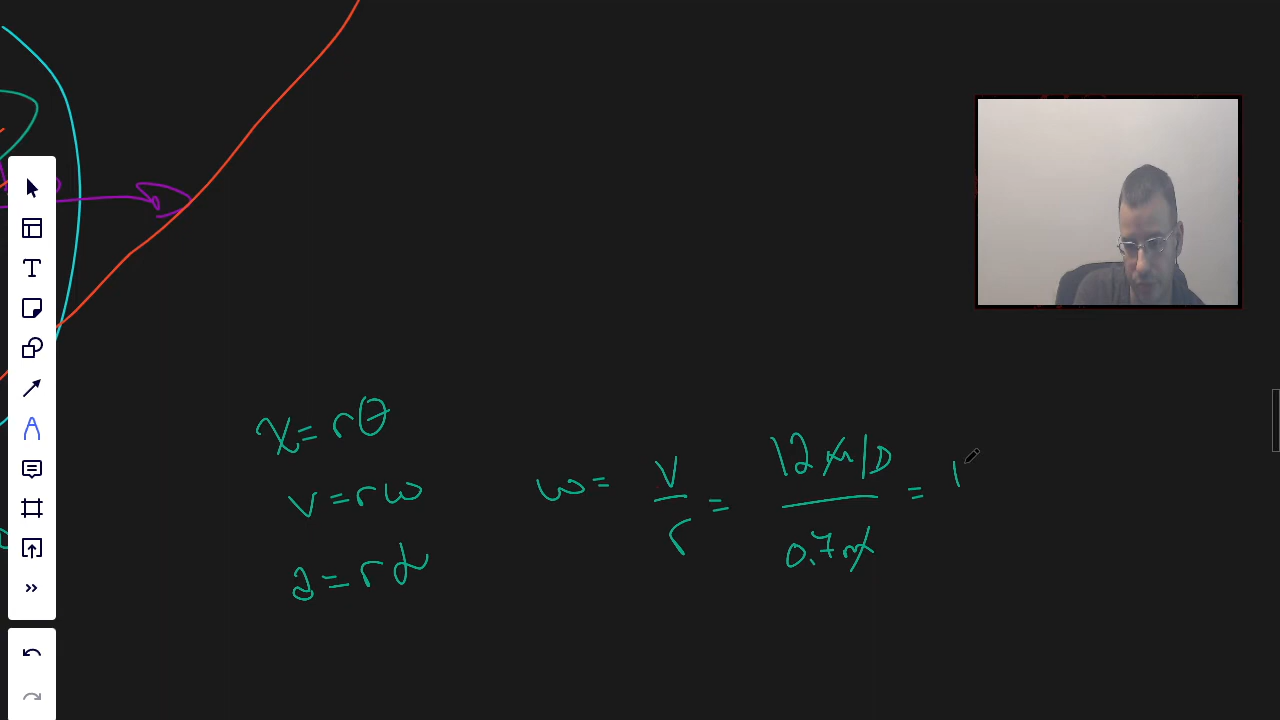 x = rθ
v = rω
a = rα
ω = v/r = 12 m/s / 0,7 m = 1